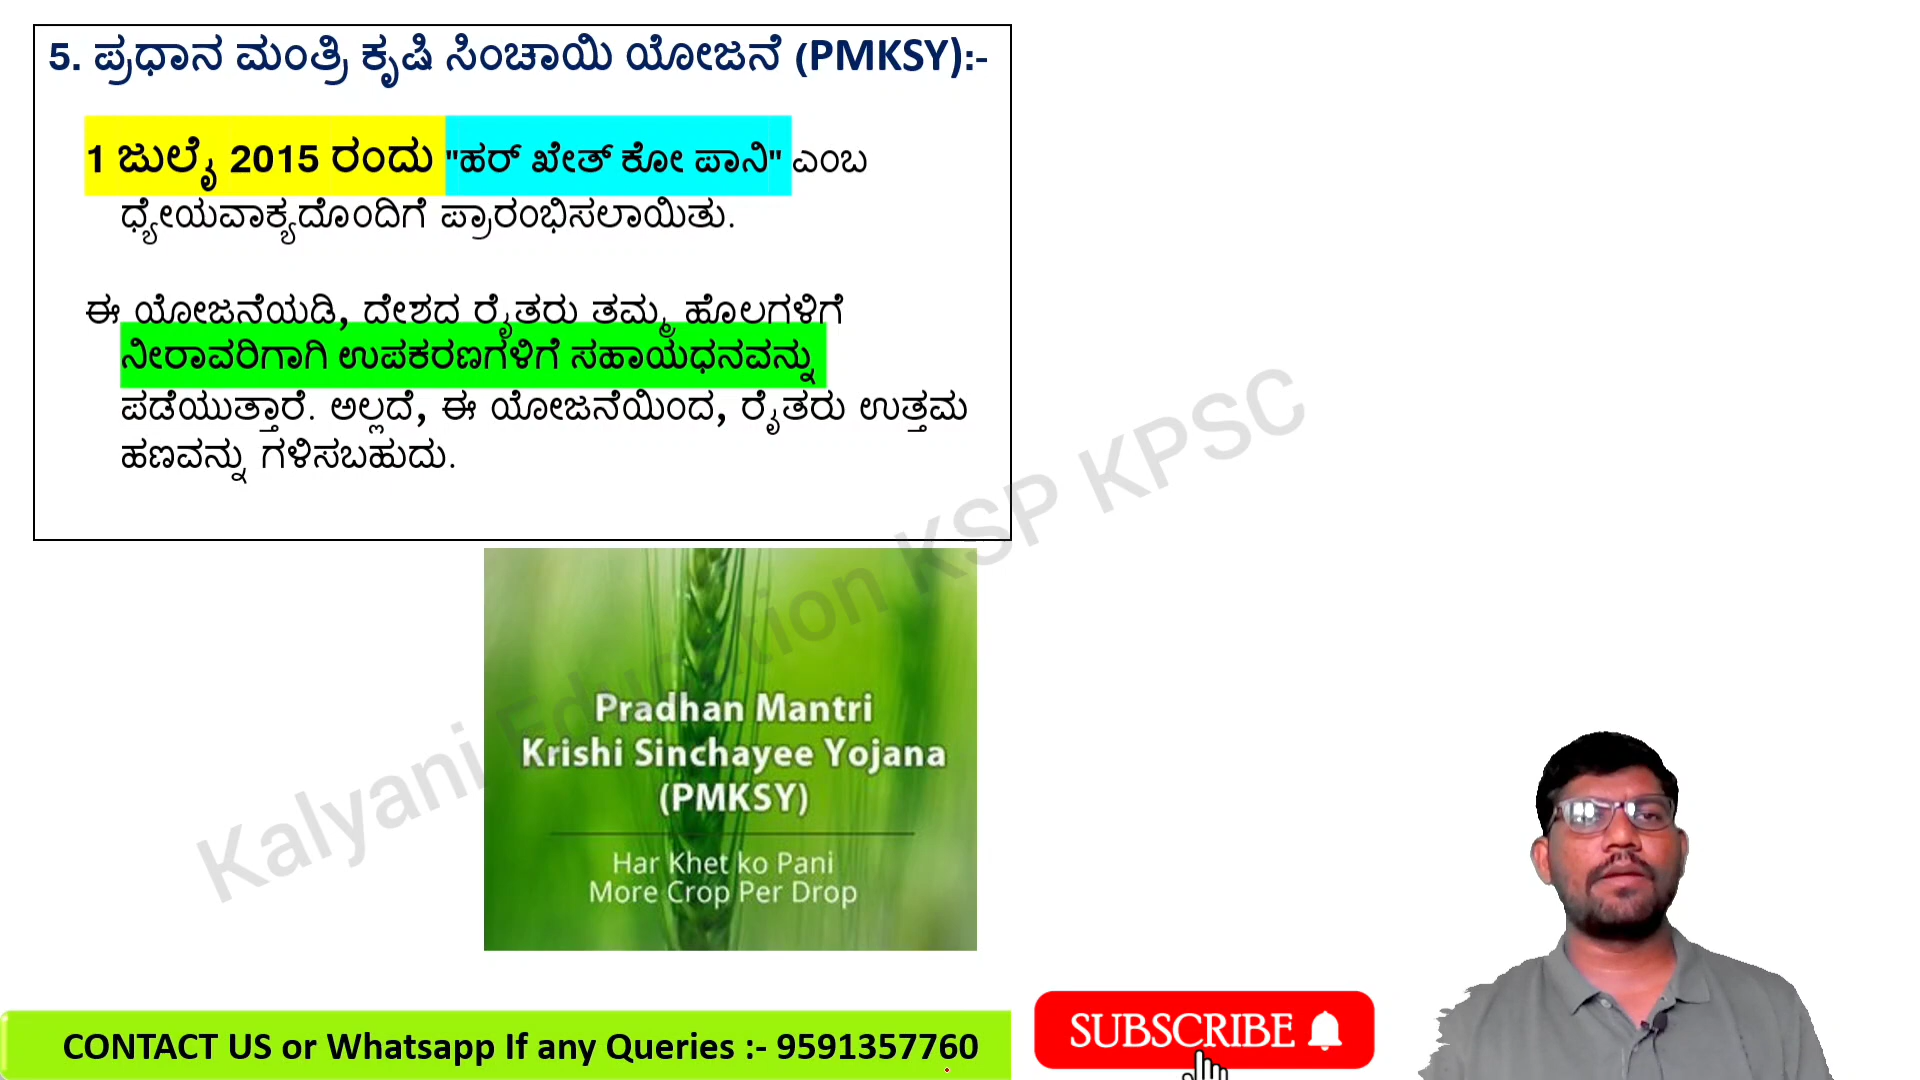 5. ಪ್ರಧಾನ ಮಂತ್ರಿ ಕೃಷಿ ಸಿಂಚಾಯಿ ಯೋಜನೆ (PMKSY):-
1 ಜುಲೈ 2015 ರಂದು "ಹರ್ ಖೇತ್ ಕೋ ಪಾನಿ" ಎಂಬ
ಧ್ಯೇಯವಾಕ್ಯದೊಂದಿಗೆ ಪ್ರಾರಂಭಿಸಲಾಯಿತು.
ಈ ಯೋಜನೆಯಡಿ, ದೇಶದ ರೈತರು ತಮ್ಮ ಹೊಲಗಳಿಗೆ
ನೀರಾವರಿಗಾಗಿ ಉಪಕರಣಗಳಿಗೆ ಸಹಾಯಧನವನ್ನು
ಪಡೆಯುತ್ತಾರೆ. ಅಲ್ಲದೆ, ಈ ಯೋಜನೆಯಿಂದ, ರೈತರು ಉತ್ತಮ
ಹಣವನ್ನು ಗಳಿಸಬಹುದು.
Kalyani Education KSP KPSC
Pradhan Mantri
Krishi Sinchayee Yojana
(PMKSY)
Har Khet ko Pani
More Crop Per Drop
CONTACT US or Whatsapp If any Queries :- 9591357760
SUBSCRIBE